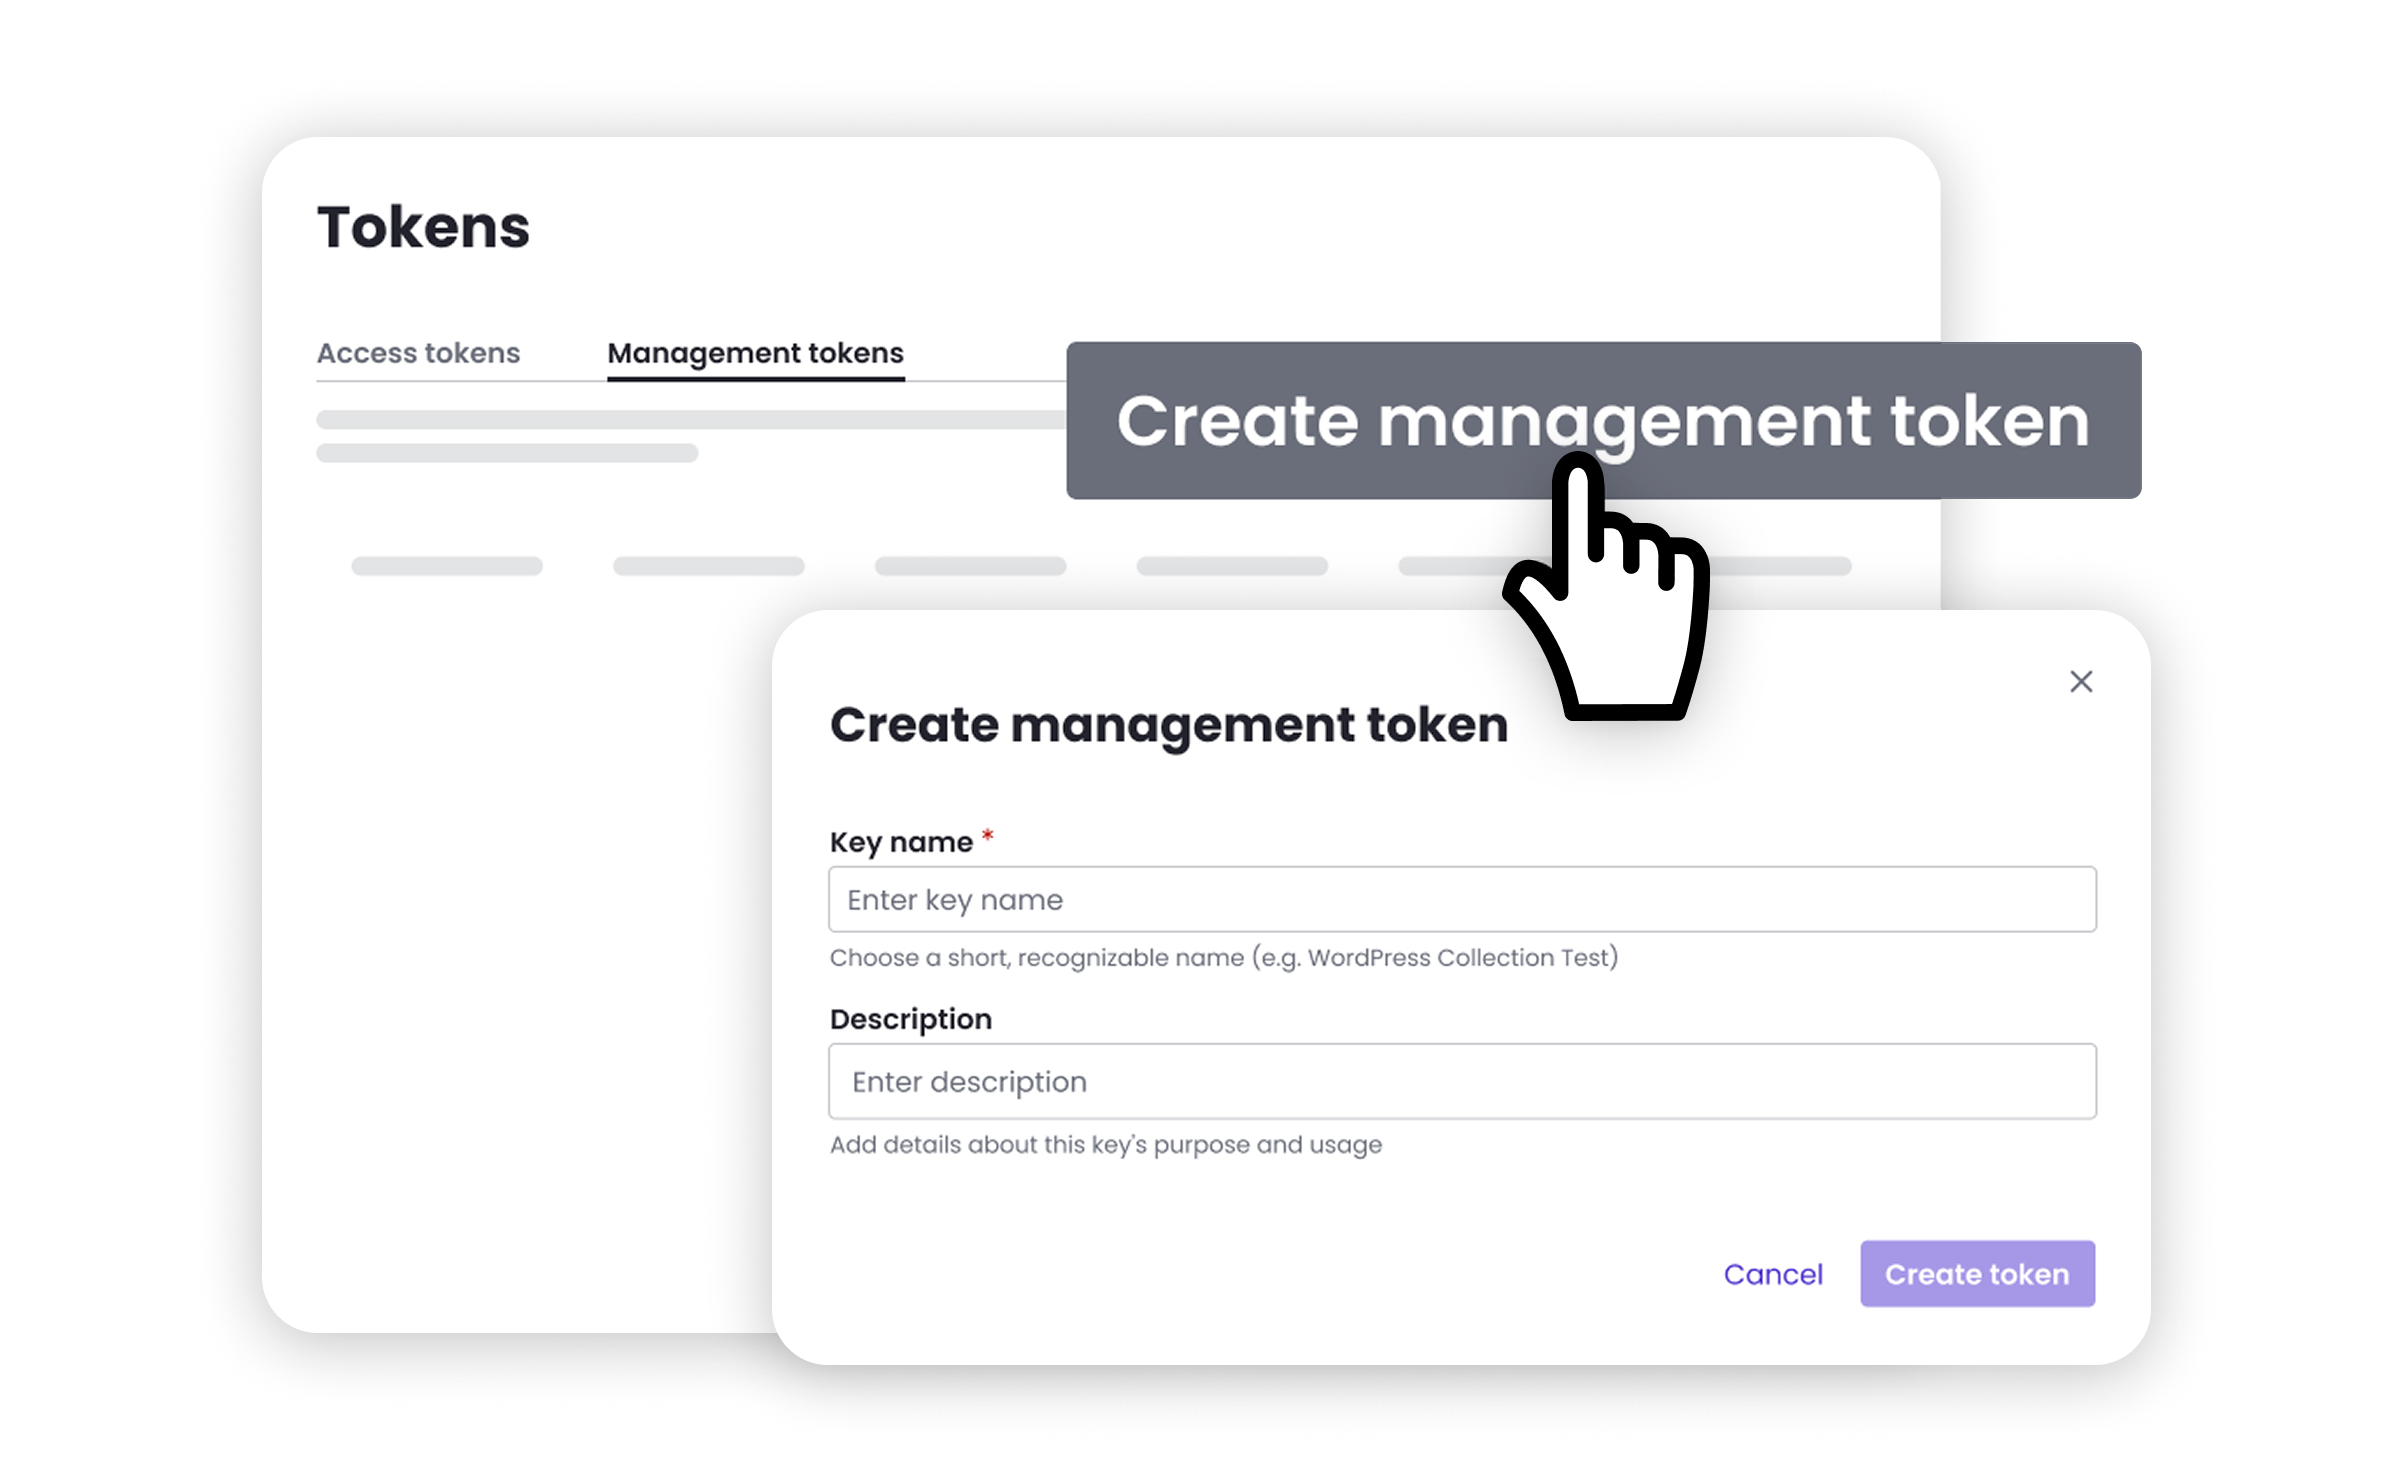 Tokens
Access tokens
Management tokens
Create management token
Create management token
Key name *
Enter key name
Choose a short, recognizable name (e.g. WordPress Collection Test)
Description
Enter description
Add details about this key's purpose and usage
Cancel
Create token